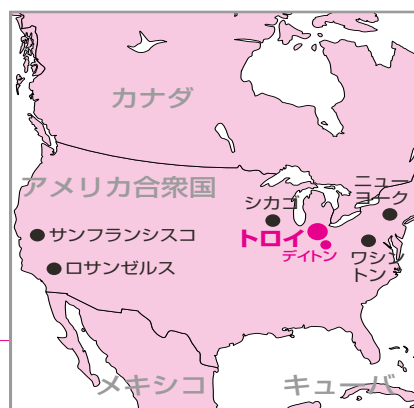 カナダ
アメリカ合衆国
シカゴ
ニュー
ヨーク
サンフランシスコ
トロイ
デイトン
ワシン
トン
ロサンゼルス
メキシコ
キューバ